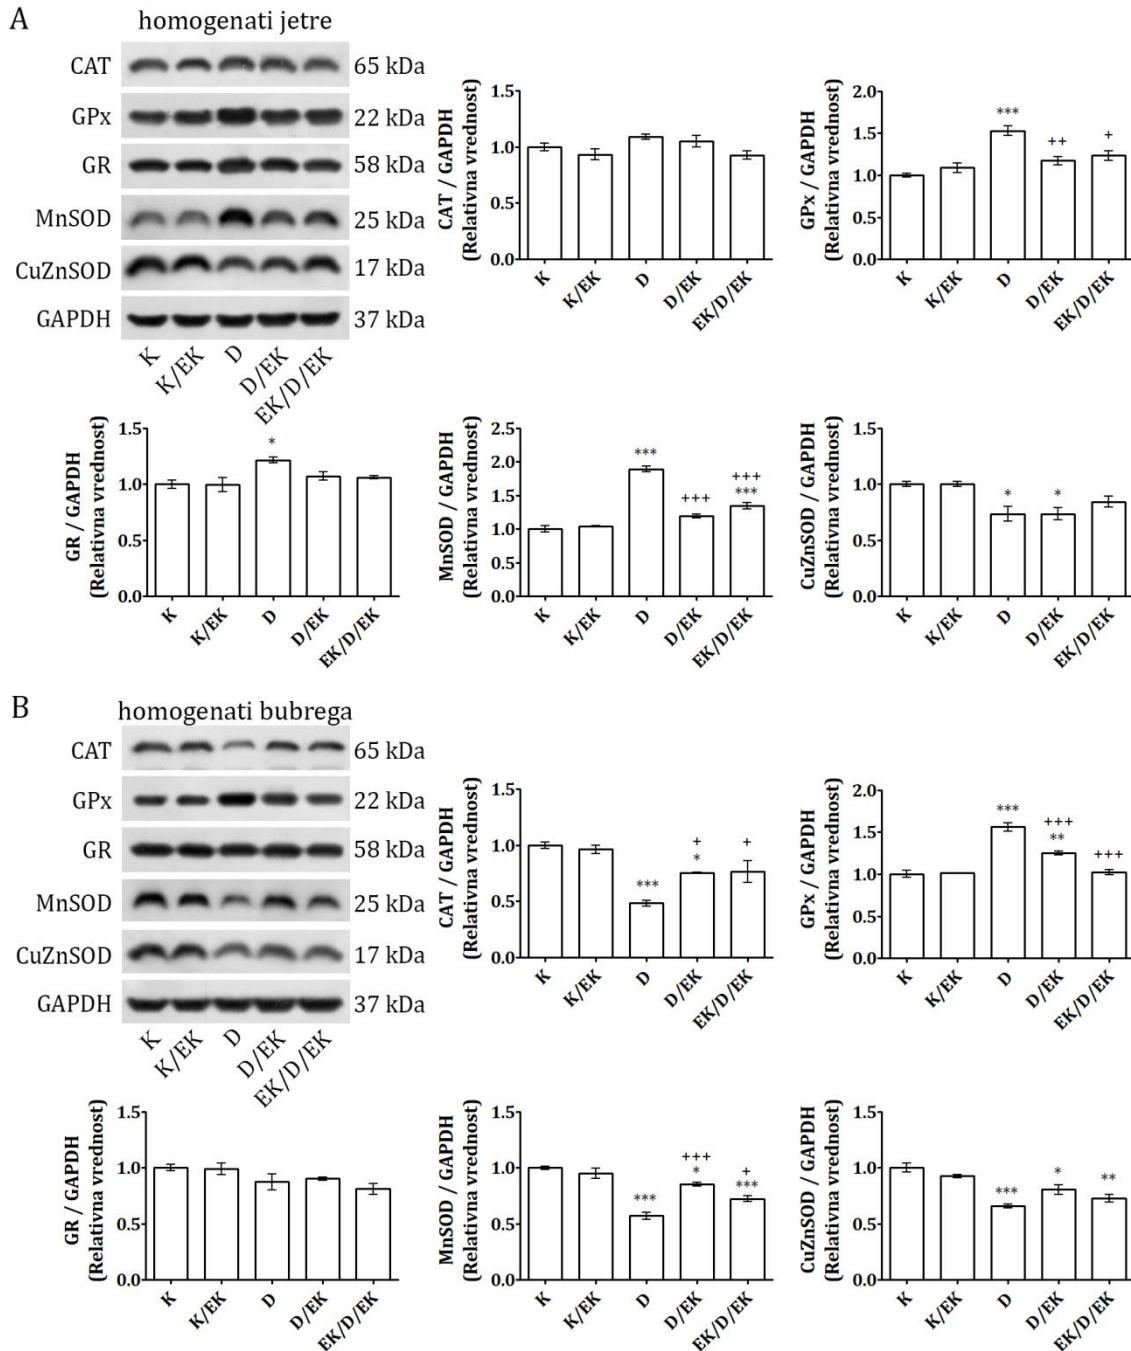 A
homogenati jetre
CAT 65 kDa
GPx 22 kDa
GR 58 kDa
MnSOD 25 kDa
CuZnSOD 17 kDa
GAPDH 37 kDa
K K/EK D D/EK EK/D/EK
CAT / GAPDH
(Relativna vrednost)
1.5
1.0
0.5
0.0
K K/EK D D/EK EK/D/EK
GPx / GAPDH
(Relativna vrednost)
2.0
1.5
1.0
0.5
0.0
*** ++ +
K K/EK D D/EK EK/D/EK
GR / GAPDH
(Relativna vrednost)
1.5
1.0
0.5
0.0
*
K K/EK D D/EK EK/D/EK
MnSOD / GAPDH
(Relativna vrednost)
2.5
2.0
1.5
1.0
0.5
0.0
*** +++ +++
***
K K/EK D D/EK EK/D/EK
CuZnSOD / GAPDH
(Relativna vrednost)
1.5
1.0
0.5
0.0
* *
K K/EK D D/EK EK/D/EK
B
homogenati bubrega
CAT 65 kDa
GPx 22 kDa
GR 58 kDa
MnSOD 25 kDa
CuZnSOD 17 kDa
GAPDH 37 kDa
K K/EK D D/EK EK/D/EK
CAT / GAPDH
(Relativna vrednost)
1.5
1.0
0.5
0.0
+ +
*** *
K K/EK D D/EK EK/D/EK
GPx / GAPDH
(Relativna vrednost)
2.0
1.5
1.0
0.5
0.0
*** +++
** +++
K K/EK D D/EK EK/D/EK
GR / GAPDH
(Relativna vrednost)
1.5
1.0
0.5
0.0
K K/EK D D/EK EK/D/EK
MnSOD / GAPDH
(Relativna vrednost)
1.5
1.0
0.5
0.0
+++ +
*** * ***
K K/EK D D/EK EK/D/EK
CuZnSOD / GAPDH
(Relativna vrednost)
1.5
1.0
0.5
0.0
*** * **
K K/EK D D/EK EK/D/EK